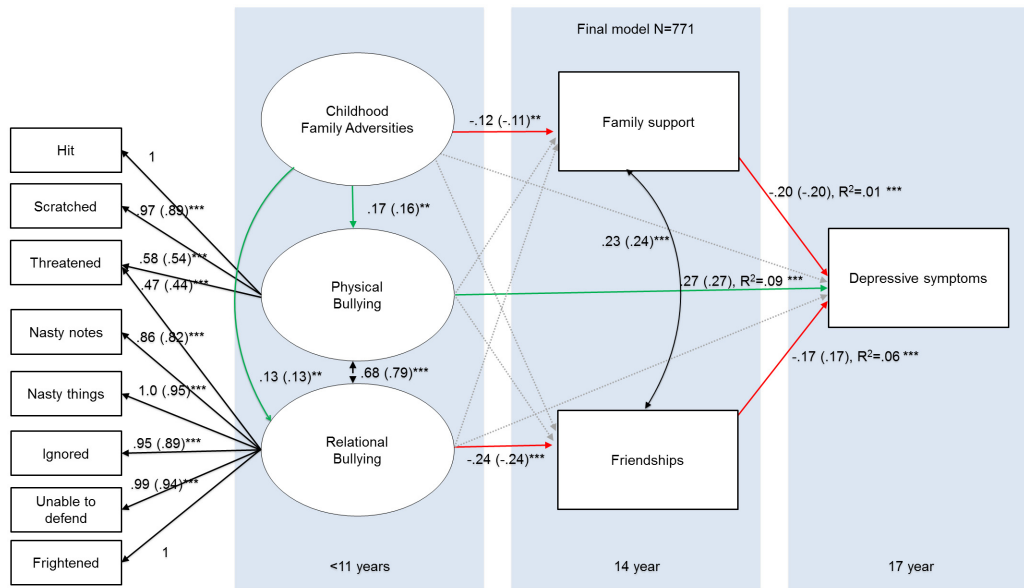 Final model N=771
Childhood
Family Adversities
-.12 (-.11)**
Family support
Hit
1
Scratched
.97 (.89)***
.17 (.16)**
-.20 (-.20), R²=.01 ***
Threatened
.58 (.54)***
.47 (.44)***
.23 (.24)***
Physical
Bullying
.27 (.27), R²=.09 ***
Depressive symptoms
Nasty notes
.86 (.82)***
-.17 (.17), R²=.06 ***
.13 (.13)**
.68 (.79)***
Nasty things
1.0 (.95)***
Ignored
.95 (.89)***
Relational
Bullying
-.24 (-.24)***
Friendships
Unable to
defend
.99 (.94)***
Frightened
1
<11 years
14 year
17 year